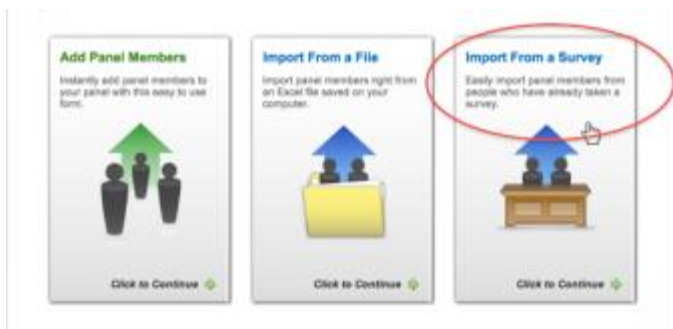 Add Panel Members
Instantly add panel members to
your panel with this easy to use
form.
Click to Continue
Import From a File
Import panel members right from
an Excel file saved on your
computer.
Click to Continue
Import From a Survey
Easily import panel members from
people who have already taken a
survey.
Click to Continue